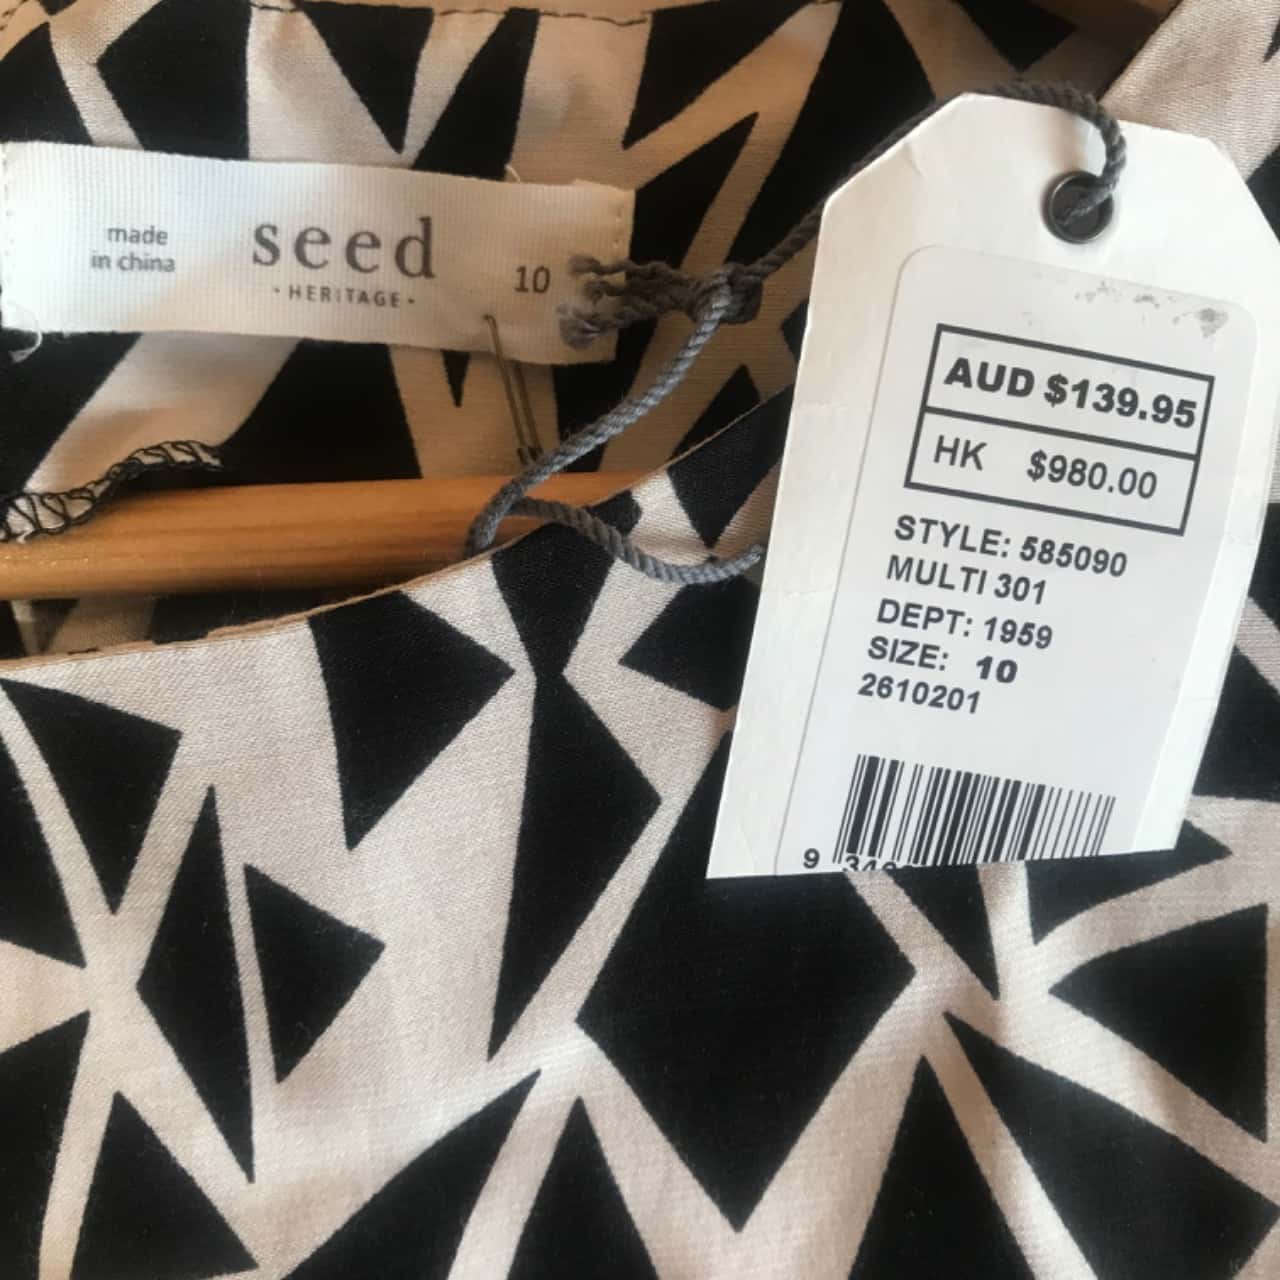 made
in china
seed
· HERITAGE ·
10
AUD $139.95
HK $980.00
STYLE: 585090
MULTI 301
DEPT: 1959
SIZE: 10
2610201
9